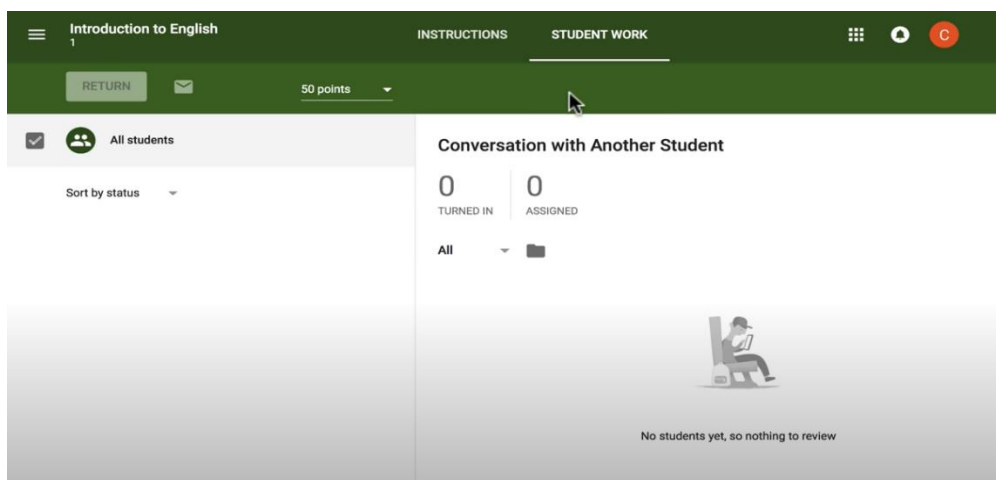 Introduction to English
1
INSTRUCTIONS
STUDENT WORK
C
RETURN
50 points
All students
Sort by status
Conversation with Another Student
0
TURNED IN
0
ASSIGNED
All
No students yet, so nothing to review